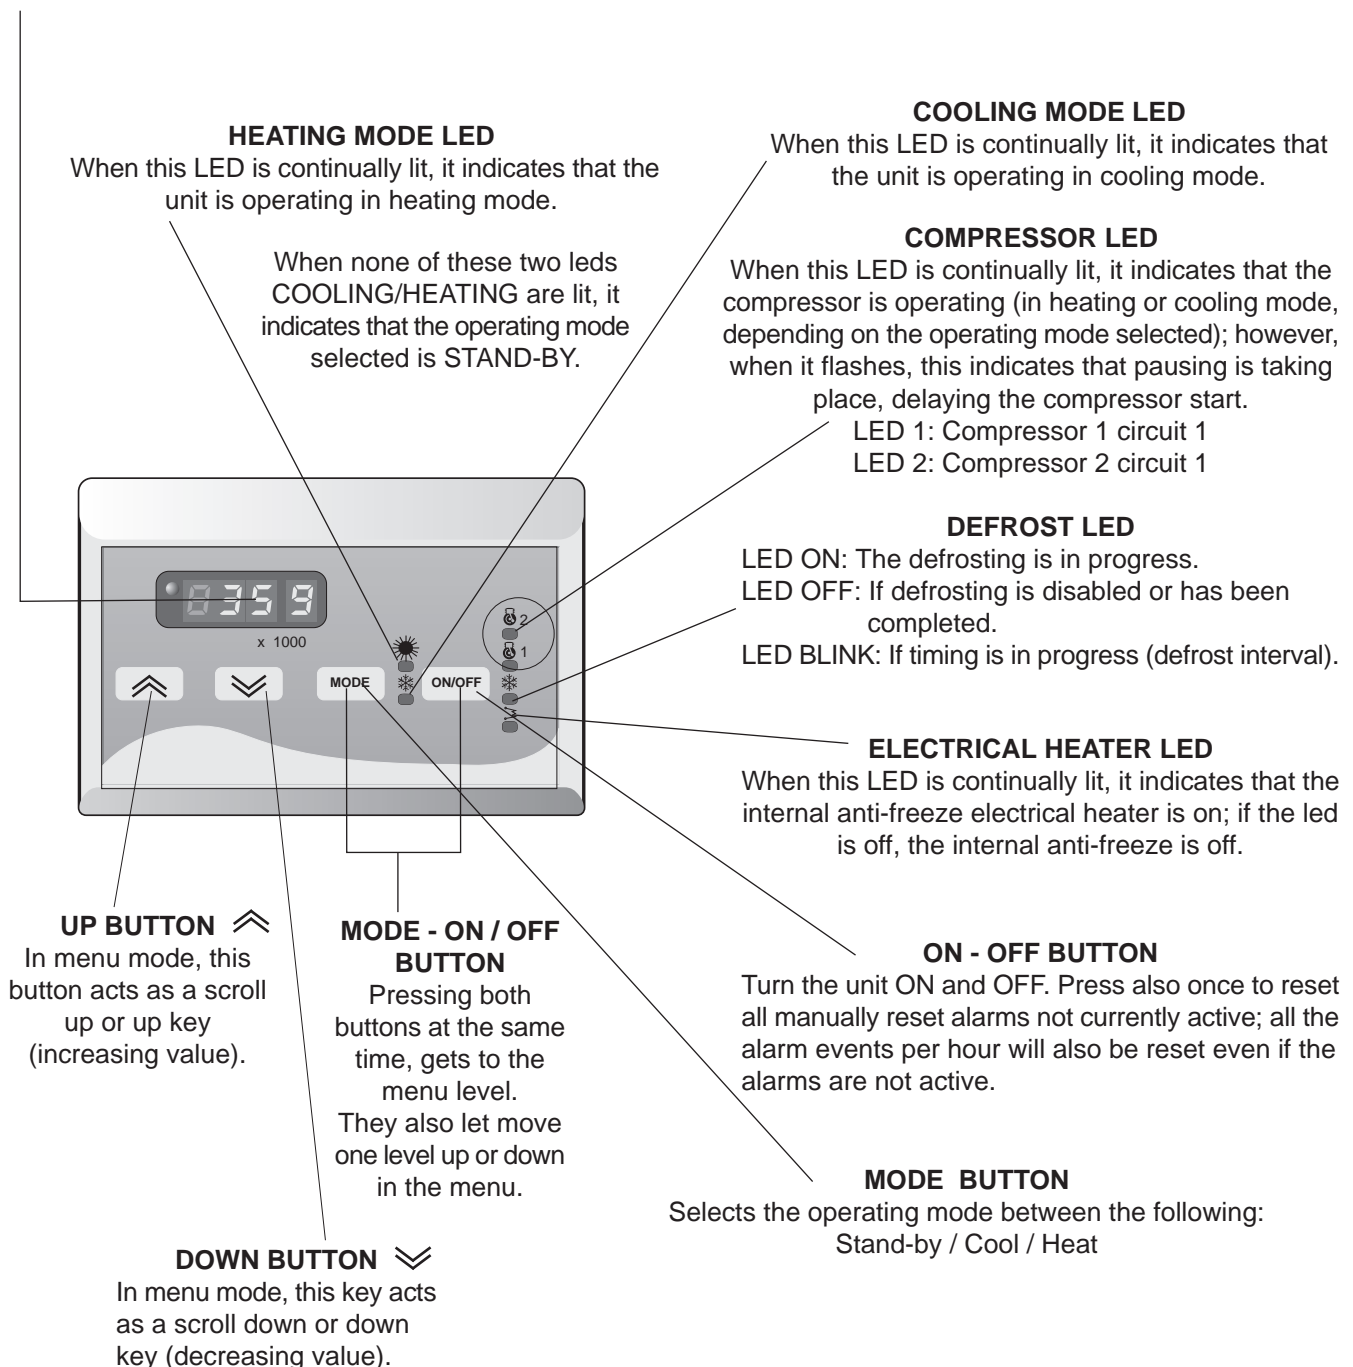 HEATING MODE LED
When this LED is continually lit, it indicates that the
unit is operating in heating mode.
When none of these two leds
COOLING/HEATING are lit, it
indicates that the operating mode
selected is STAND-BY.
COOLING MODE LED
When this LED is continually lit, it indicates that
the unit is operating in cooling mode.
COMPRESSOR LED
When this LED is continually lit, it indicates that the
compressor is operating (in heating or cooling mode,
depending on the operating mode selected); however,
when it flashes, this indicates that pausing is taking
place, delaying the compressor start.
LED 1: Compressor 1 circuit 1
LED 2: Compressor 2 circuit 1
DEFROST LED
LED ON: The defrosting is in progress.
LED OFF: If defrosting is disabled or has been
completed.
LED BLINK: If timing is in progress (defrost interval).
359
x 1000
2
1
MODE
ON/OFF
ELECTRICAL HEATER LED
When this LED is continually lit, it indicates that the
internal anti-freeze electrical heater is on; if the led
is off, the internal anti-freeze is off.
UP BUTTON
In menu mode, this
button acts as a scroll
up or up key
(increasing value).
MODE - ON / OFF
BUTTON
Pressing both
buttons at the same
time, gets to the
menu level.
They also let move
one level up or down
in the menu.
ON - OFF BUTTON
Turn the unit ON and OFF. Press also once to reset
all manually reset alarms not currently active; all the
alarm events per hour will also be reset even if the
alarms are not active.
MODE BUTTON
Selects the operating mode between the following:
Stand-by / Cool / Heat
DOWN BUTTON
In menu mode, this key acts
as a scroll down or down
key (decreasing value).